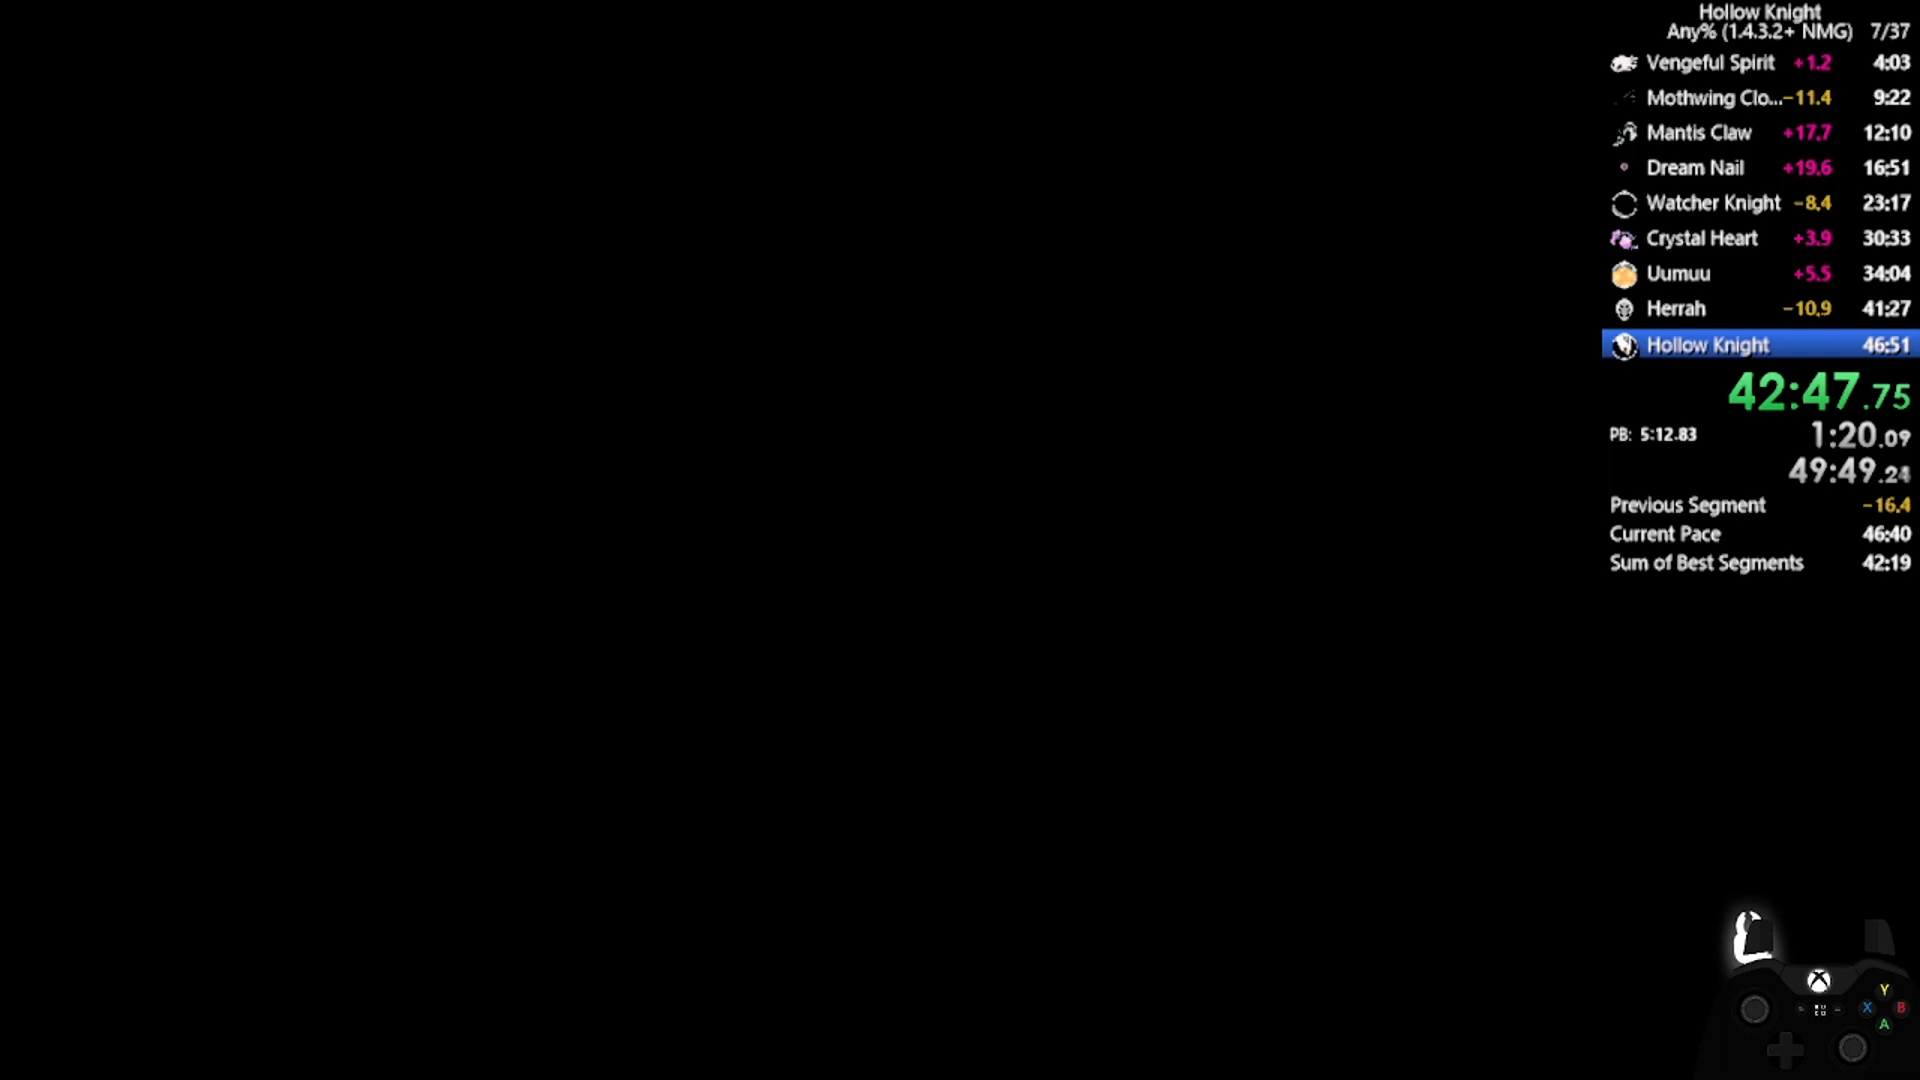 Hollow Knight
Any% (1.4.3.2+ NMG) 7/37
Vengeful Spirit +1.2 4:03
Mothwing Clo... -11.4 9:22
Mantis Claw +17.7 12:10
Dream Nail +19.6 16:51
Watcher Knight -8.4 23:17
Crystal Heart +3.9 30:33
Uumuu +5.5 34:04
Herrah -10.9 41:27
Hollow Knight 46:51
42:47.75
PB: 5:12.83 1:20.09
49:49.24
Previous Segment -16.4
Current Pace 46:40
Sum of Best Segments 42:19
Y
X B
A